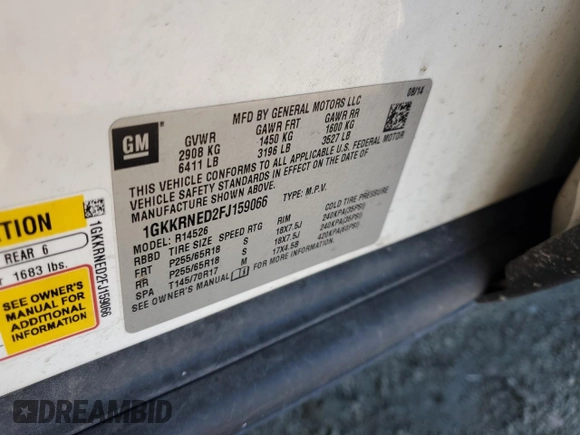 08/14
MFD BY GENERAL MOTORS LLC
GM
GVWR GAWR FRT GAWR RR
2908 KG 1450 KG 1600 KG
6411 LB 3196 LB 3527 LB
THIS VEHICLE CONFORMS TO ALL APPLICABLE U.S. FEDERAL MOTOR
VEHICLE SAFETY STANDARDS IN EFFECT ON THE DATE OF
MANUFACTURE SHOWN ABOVE.
1GKKRNED2FJ159066 TYPE: M.P.V.
MODEL: R14526
RBBD TIRE SIZE SPEED RTG RIM COLD TIRE PRESSURE
FRT P255/65R18 S 18X7.5J 240KPA(35PSI)
RR P255/65R18 S 18X7.5J 240KPA(35PSI)
SPA T145/70R17 M 17X4.5B 420KPA(60PSI)
SEE OWNER'S MANUAL FOR MORE INFORMATION.
REAR 6
1683 lbs.
SEE OWNER'S
MANUAL FOR
ADDITIONAL
INFORMATION
1GKKRNED2FJ159066
DREAMBID